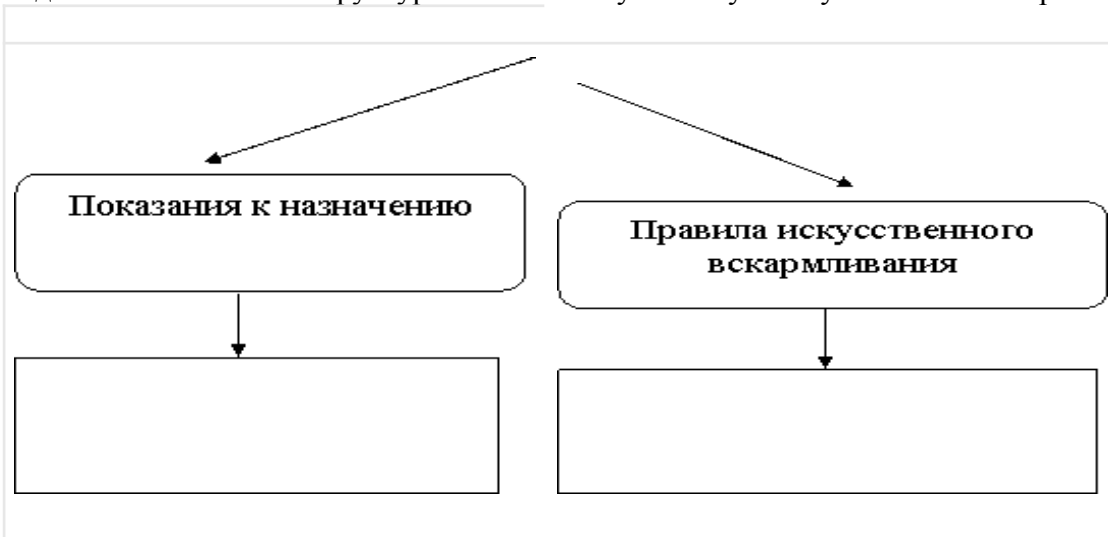 Показания к назначению
Правила искусственного
вскармливания